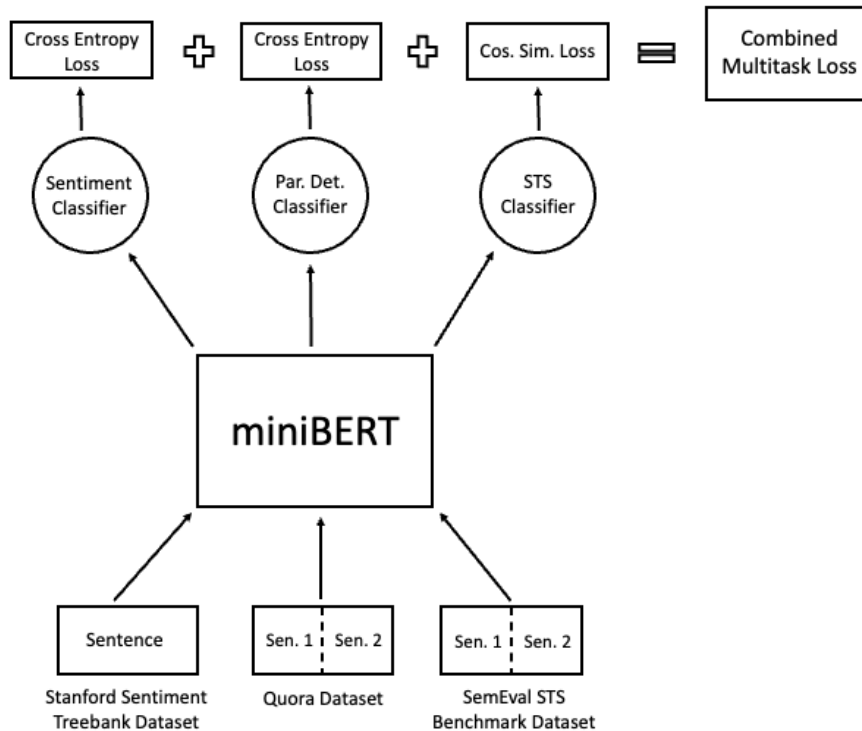 Cross Entropy
Loss
Cross Entropy
Loss
Cos. Sim. Loss
Combined
Multitask Loss
Sentiment
Classifier
Par. Det.
Classifier
STS
Classifier
miniBERT
Sentence
Sen. 1
Sen. 2
Sen. 1
Sen. 2
Stanford Sentiment
Treebank Dataset
Quora Dataset
SemEval STS
Benchmark Dataset